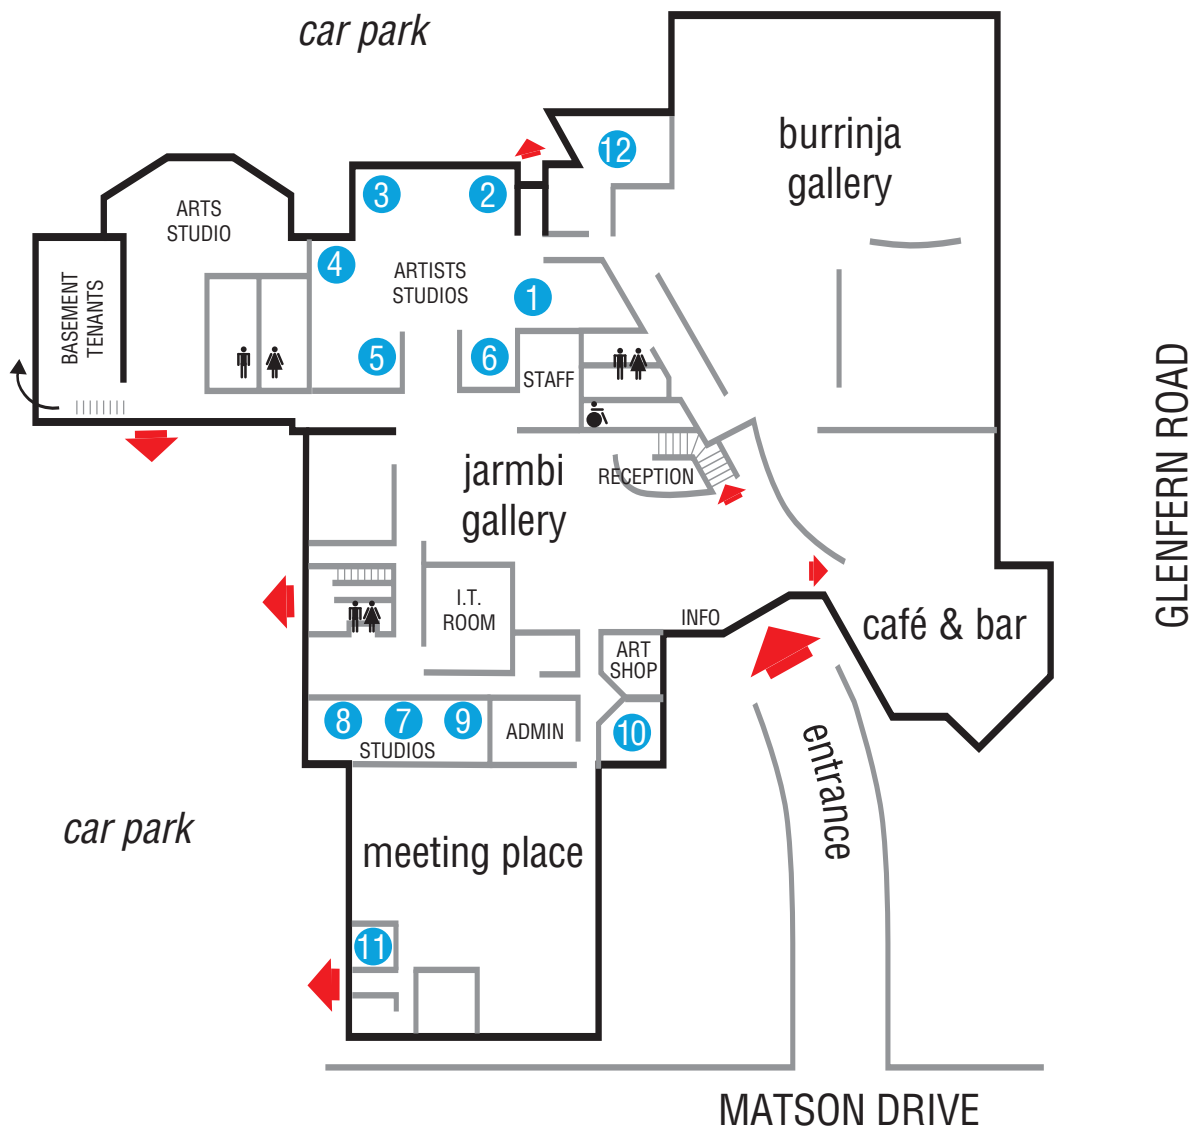 car park
burrinja
gallery
12
3
2
ARTS
STUDIO
4
ARTISTS
STUDIOS
1
BASEMENT
TENANTS
5
6
STAFF
GLENFERN ROAD
jarmbi
gallery
RECEPTION
I.T.
ROOM
INFO
café & bar
ART
SHOP
8
7
9
STUDIOS
ADMIN
10
entrance
car park
meeting place
11
MATSON DRIVE